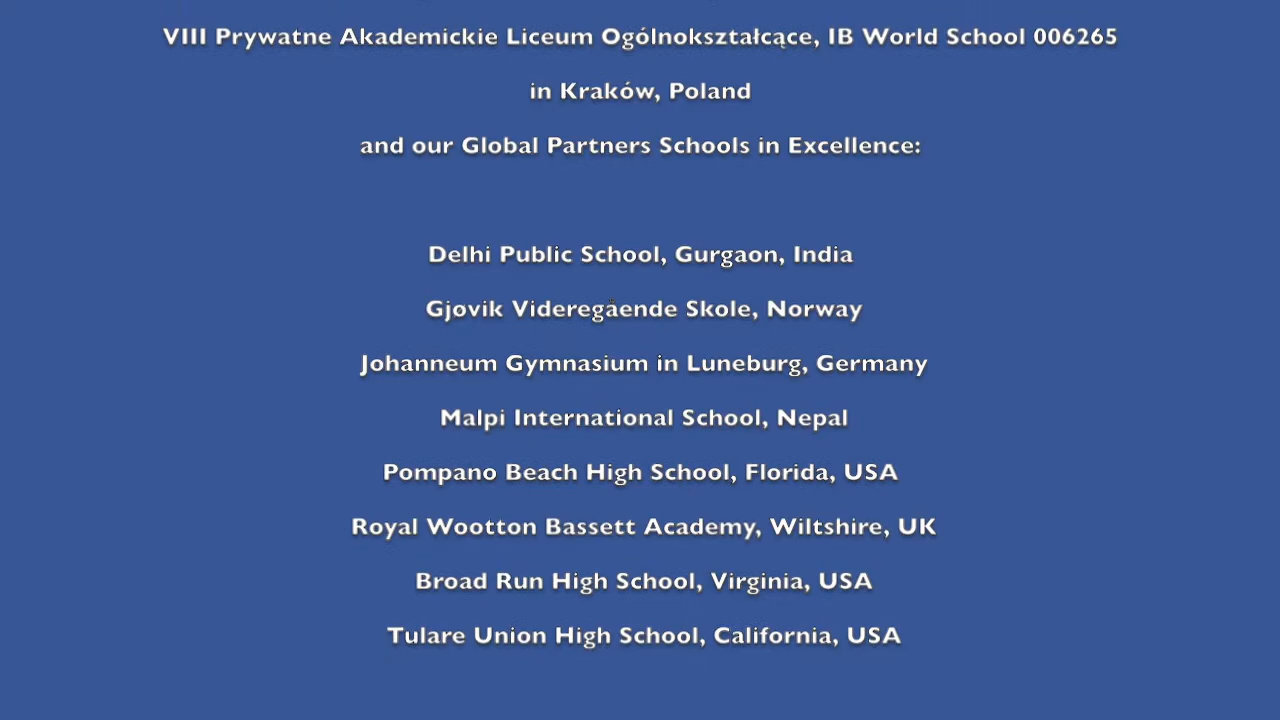 VIII Prywatne Akademickie Liceum Ogólnokształcące, IB World School 006265
in Kraków, Poland
and our Global Partners Schools in Excellence:
Delhi Public School, Gurgaon, India
Gjøvik Videregående Skole, Norway
Johanneum Gymnasium in Luneburg, Germany
Malpi International School, Nepal
Pompano Beach High School, Florida, USA
Royal Wootton Bassett Academy, Wiltshire, UK
Broad Run High School, Virginia, USA
Tulare Union High School, California, USA